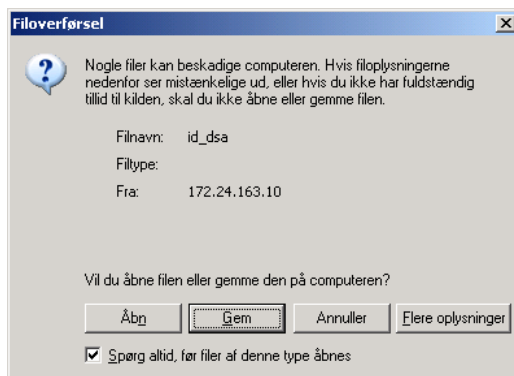 Filoverførsel
Nogle filer kan beskadige computeren. Hvis filoplysningerne
nedenfor ser mistænkelige ud, eller hvis du ikke har fuldstændig
tillid til kilden, skal du ikke åbne eller gemme filen.
Filnavn: id_dsa
Filtype:
Fra: 172.24.163.10
Vil du åbne filen eller gemme den på computeren?
Åbn Gem Annuller Flere oplysninger
Spørg altid, før filer af denne type åbnes